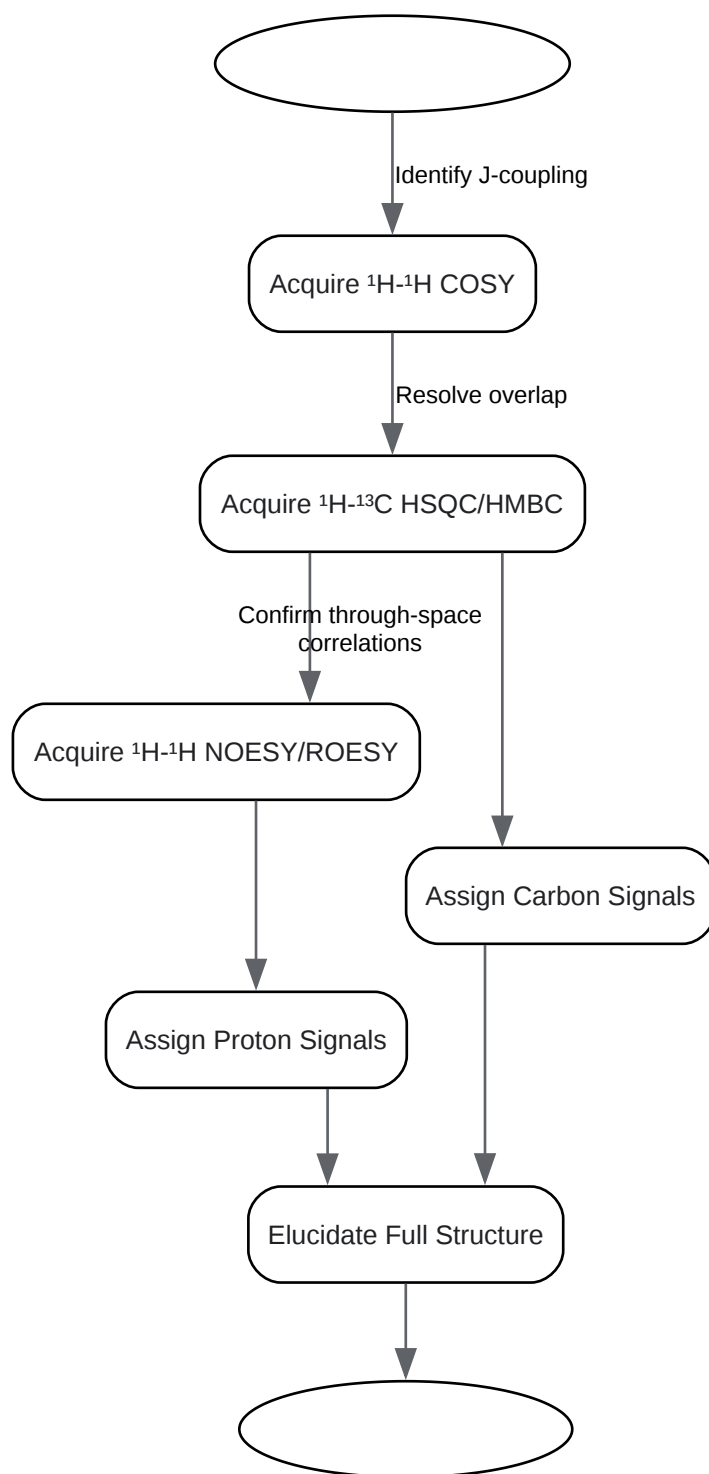 Identify J-coupling
Acquire ¹H-¹H COSY
Resolve overlap
Acquire ¹H-¹³C HSQC/HMBC
Confirm through-space
correlations
Acquire ¹H-¹H NOESY/ROESY
Assign Carbon Signals
Assign Proton Signals
Elucidate Full Structure